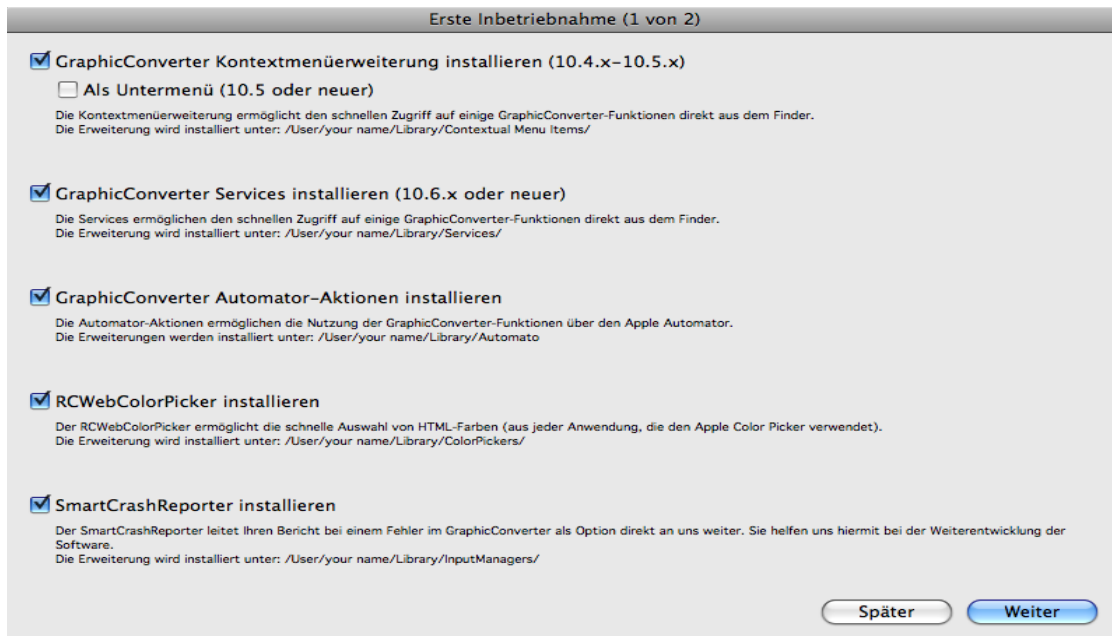 Erste Inbetriebnahme (1 von 2)
GraphicConverter Kontextmenüerweiterung installieren (10.4.x–10.5.x)
Als Untermenü (10.5 oder neuer)
Die Kontextmenüerweiterung ermöglicht den schnellen Zugriff auf einige GraphicConverter-Funktionen direkt aus dem Finder.
Die Erweiterung wird installiert unter: /User/your name/Library/Contextual Menu Items/
GraphicConverter Services installieren (10.6.x oder neuer)
Die Services ermöglichen den schnellen Zugriff auf einige GraphicConverter-Funktionen direkt aus dem Finder.
Die Erweiterung wird installiert unter: /User/your name/Library/Services/
GraphicConverter Automator-Aktionen installieren
Die Automator-Aktionen ermöglichen die Nutzung der GraphicConverter-Funktionen über den Apple Automator.
Die Erweiterungen werden installiert unter: /User/your name/Library/Automato
RCWebColorPicker installieren
Der RCWebColorPicker ermöglicht die schnelle Auswahl von HTML-Farben (aus jeder Anwendung, die den Apple Color Picker verwendet).
Die Erweiterung wird installiert unter: /User/your name/Library/ColorPickers/
SmartCrashReporter installieren
Der SmartCrashReporter leitet Ihren Bericht bei einem Fehler im GraphicConverter als Option direkt an uns weiter. Sie helfen uns hiermit bei der Weiterentwicklung der
Software.
Die Erweiterung wird installiert unter: /User/your name/Library/InputManagers/
Später Weiter